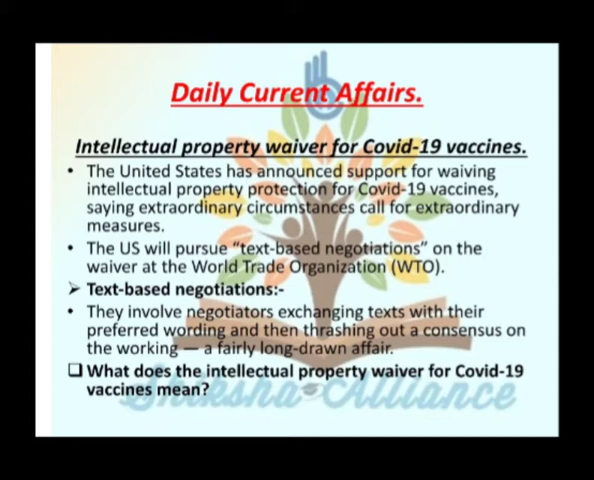 Daily Current Affairs.
Intellectual property waiver for Covid-19 vaccines.
• The United States has announced support for waiving
intellectual property protection for Covid-19 vaccines,
saying extraordinary circumstances call for extraordinary
measures.
• The US will pursue “text-based negotiations” on the
waiver at the World Trade Organization (WTO).
➤ Text-based negotiations:-
• They involve negotiators exchanging texts with their
preferred wording and then thrashing out a consensus on
the working — a fairly long-drawn affair.
❑ What does the intellectual property waiver for Covid-19
vaccines mean?
Shiksha Alliance